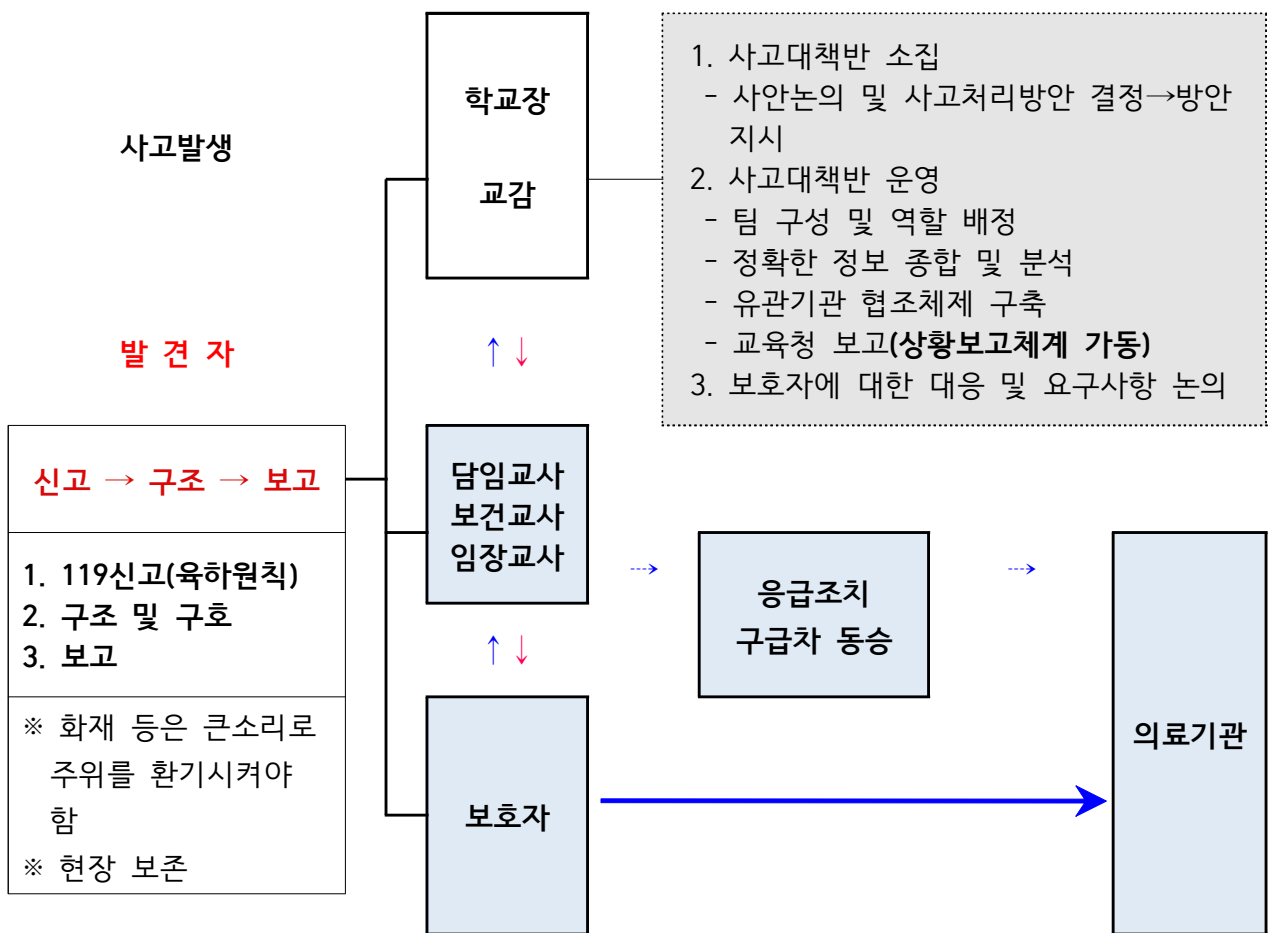 사고발생
발 견 자
신고 → 구조 → 보고
1. 119신고(육하원칙)
2. 구조 및 구호
3. 보고
※ 화재 등은 큰소리로
주위를 환기시켜야
함
※ 현장 보존
학교장
교감
↑ ↓
담임교사
보건교사
임장교사
↑ ↓
보호자
1. 사고대책반 소집
- 사안논의 및 사고처리방안 결정→방안
지시
2. 사고대책반 운영
- 팀 구성 및 역할 배정
- 정확한 정보 종합 및 분석
- 유관기관 협조체제 구축
- 교육청 보고(상황보고체계 가동)
3. 보호자에 대한 대응 및 요구사항 논의
응급조치
구급차 동승
의료기관